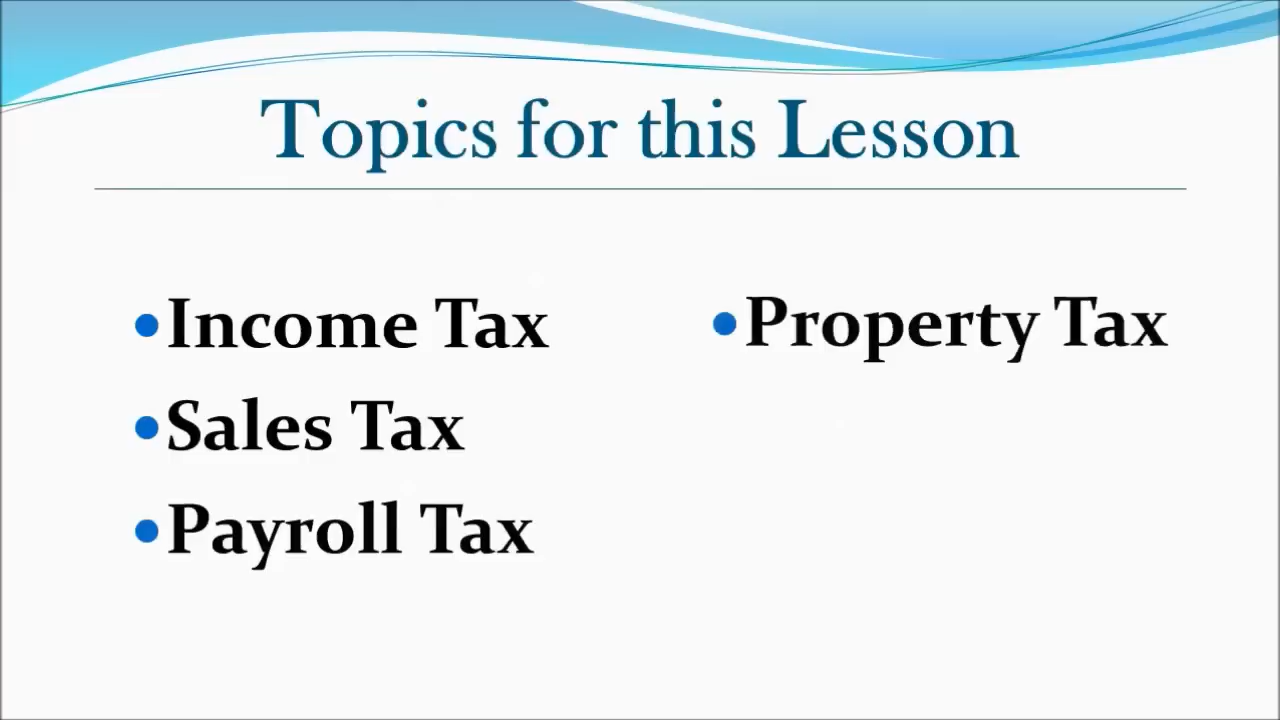 Topics for this Lesson
•Income Tax
•Sales Tax
•Payroll Tax
•Property Tax